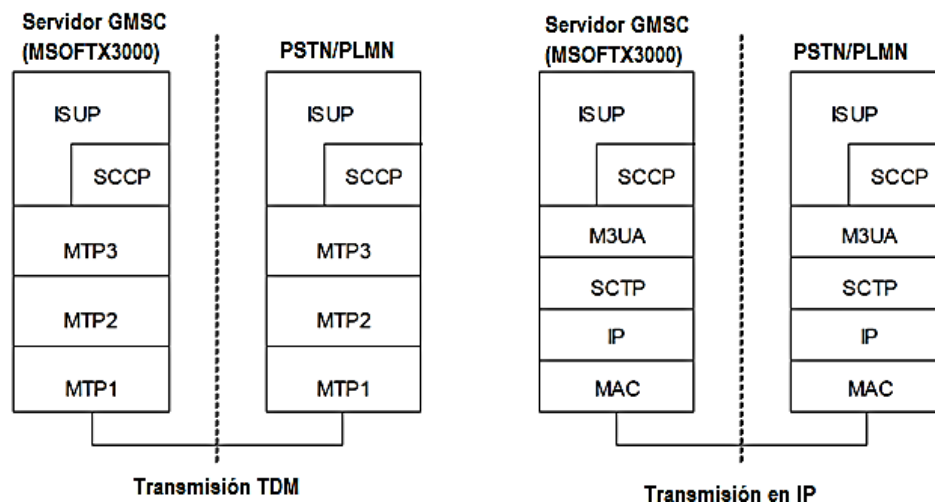 Servidor GMSC
(MSOFTX3000)
PSTN/PLMN
ISUP
SCCP
MTP3
MTP2
MTP1
ISUP
SCCP
MTP3
MTP2
MTP1
Transmisión TDM
Servidor GMSC
(MSOFTX3000)
PSTN/PLMN
ISUP
SCCP
M3UA
SCTP
IP
MAC
ISUP
SCCP
M3UA
SCTP
IP
MAC
Transmisión en IP